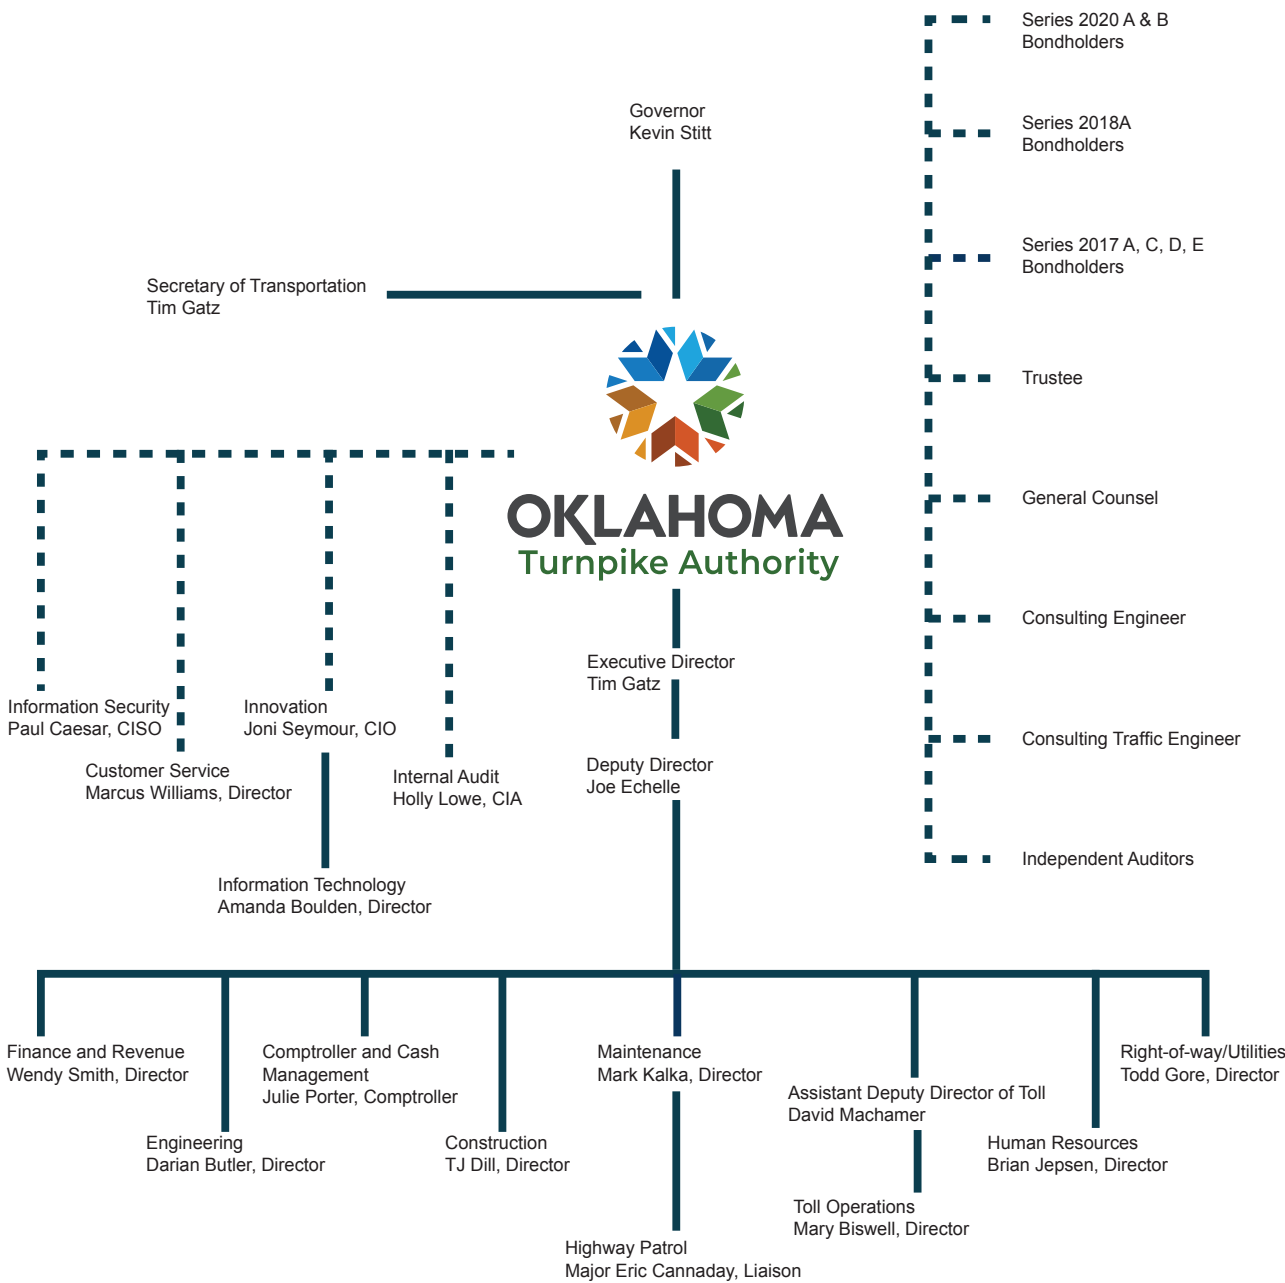 Series 2020 A & B
Bondholders
Governor
Kevin Stitt
Series 2018A
Bondholders
Series 2017 A, C, D, E
Bondholders
Secretary of Transportation
Tim Gatz
Trustee
General Counsel
OKLAHOMA
Turnpike Authority
Consulting Engineer
Executive Director
Tim Gatz
Information Security
Paul Caesar, CISO
Innovation
Joni Seymour, CIO
Consulting Traffic Engineer
Customer Service
Marcus Williams, Director
Internal Audit
Holly Lowe, CIA
Deputy Director
Joe Echelle
Independent Auditors
Information Technology
Amanda Boulden, Director
Finance and Revenue
Wendy Smith, Director
Comptroller and Cash
Management
Julie Porter, Comptroller
Maintenance
Mark Kalka, Director
Right-of-way/Utilities
Todd Gore, Director
Assistant Deputy Director of Toll
David Machamer
Engineering
Darian Butler, Director
Construction
TJ Dill, Director
Human Resources
Brian Jepsen, Director
Toll Operations
Mary Biswell, Director
Highway Patrol
Major Eric Cannaday, Liaison